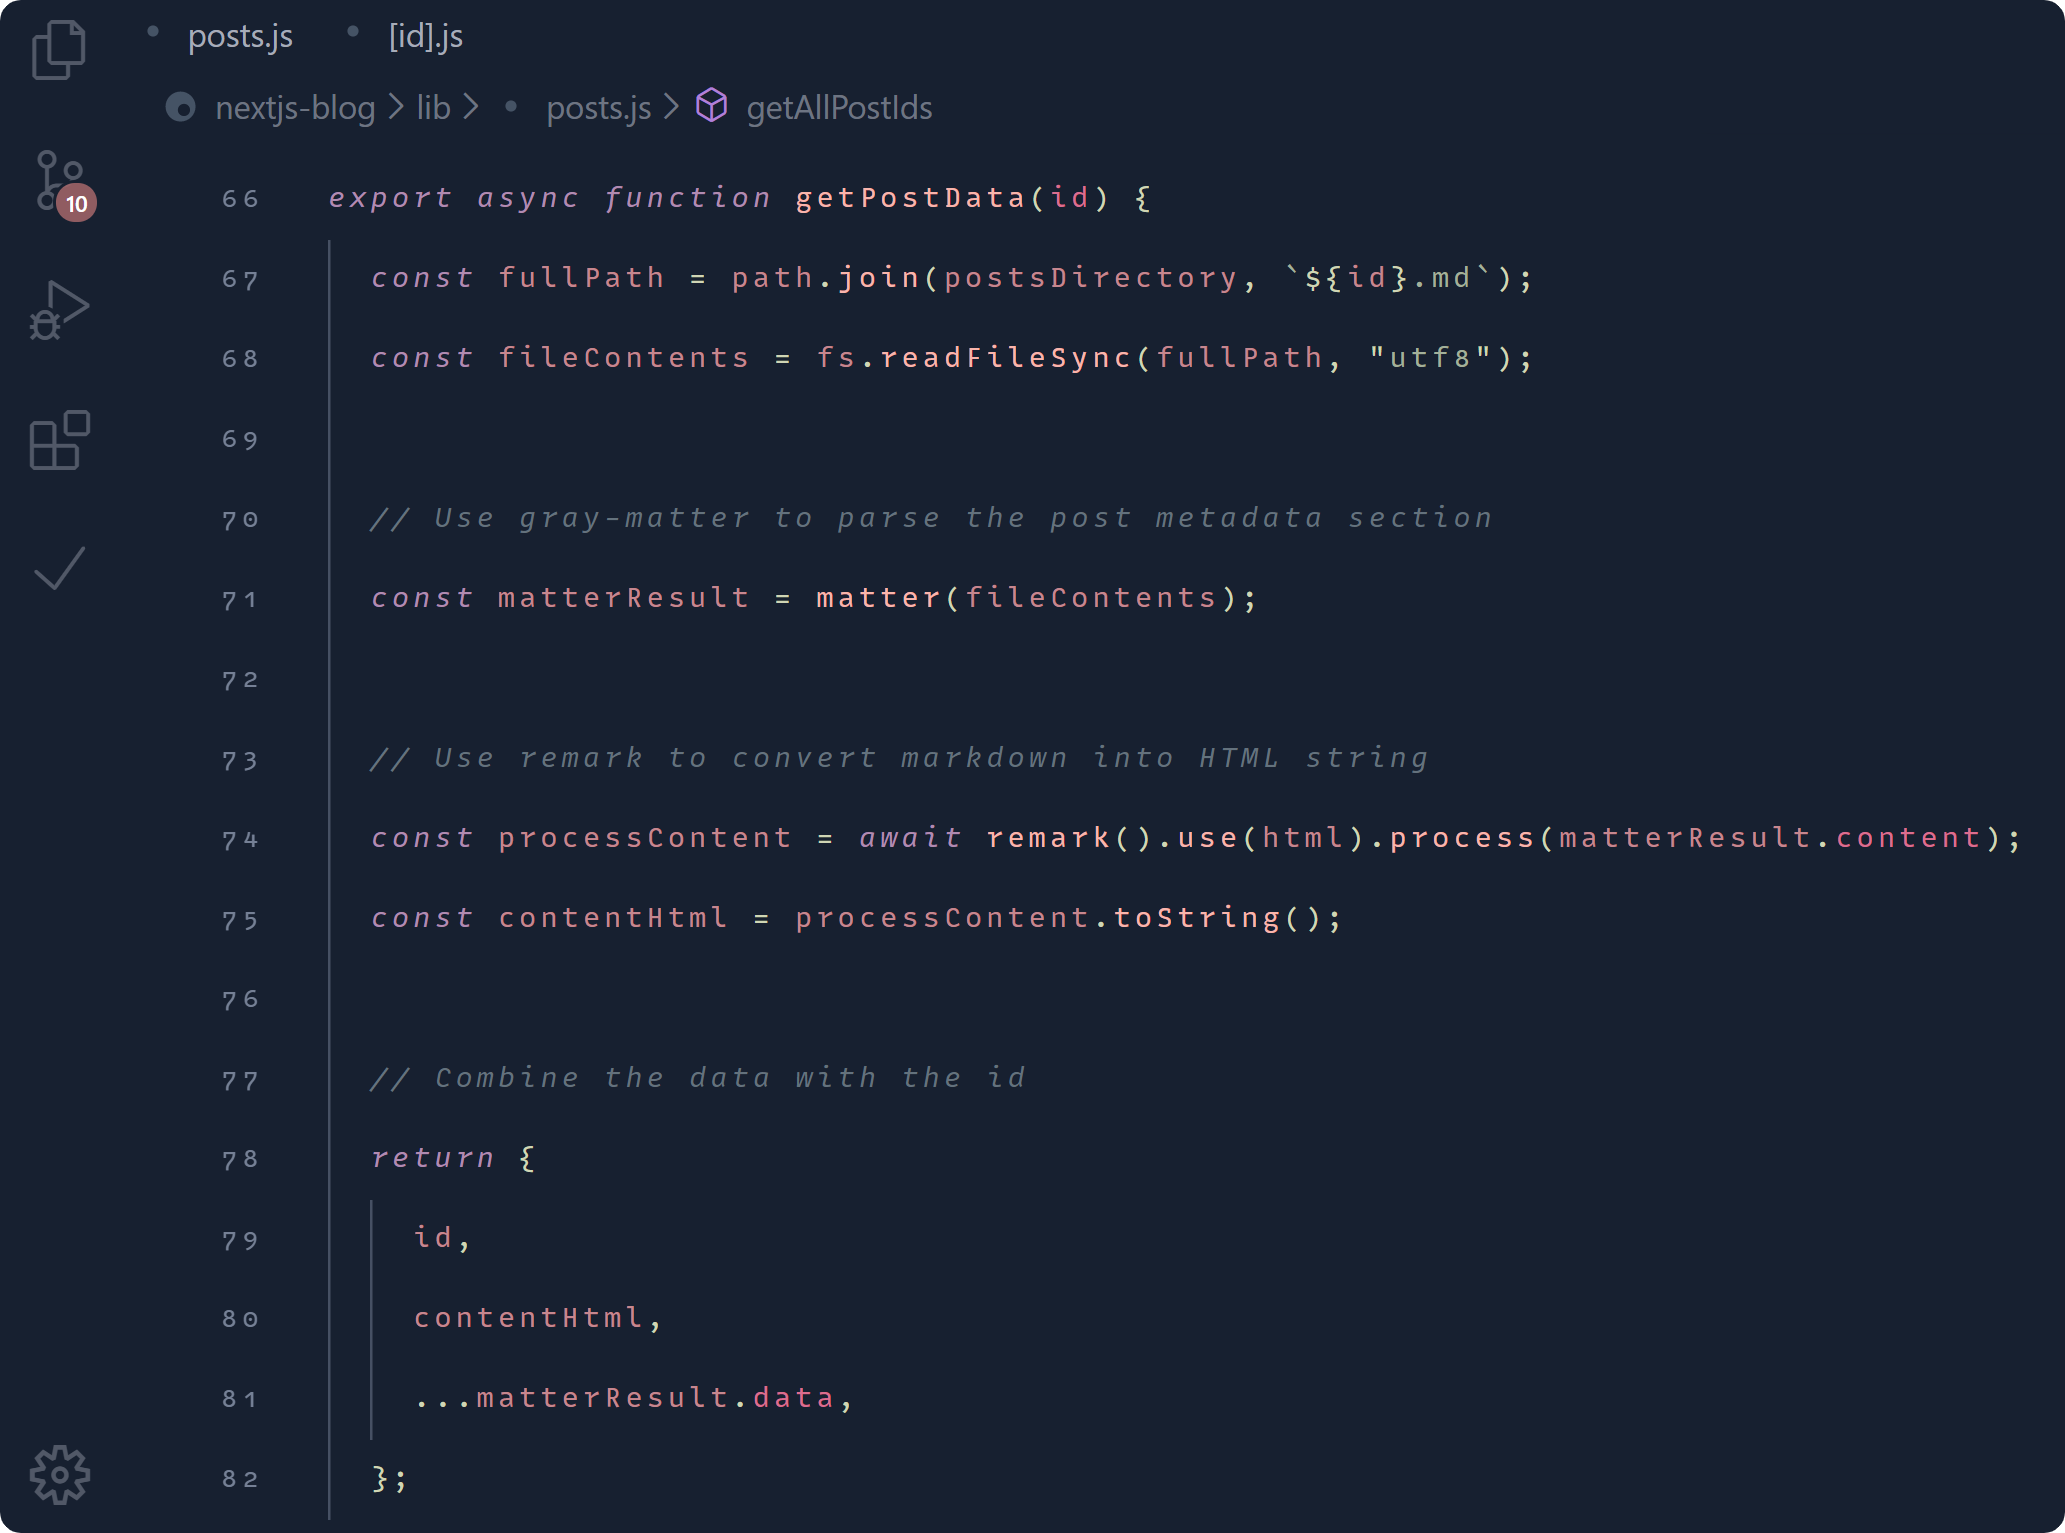 posts.js [id].js
nextjs-blog > lib > posts.js > getAllPostIds
10
66 export async function getPostData(id) {
67 const fullPath = path.join(postsDirectory, `${id}.md`);
68 const fileContents = fs.readFileSync(fullPath, "utf8");
69
70 // Use gray-matter to parse the post metadata section
71 const matterResult = matter(fileContents);
72
73 // Use remark to convert markdown into HTML string
74 const processContent = await remark().use(html).process(matterResult.content);
75 const contentHtml = processContent.toString();
76
77 // Combine the data with the id
78 return {
79 id,
80 contentHtml,
81 ...matterResult.data,
82 };